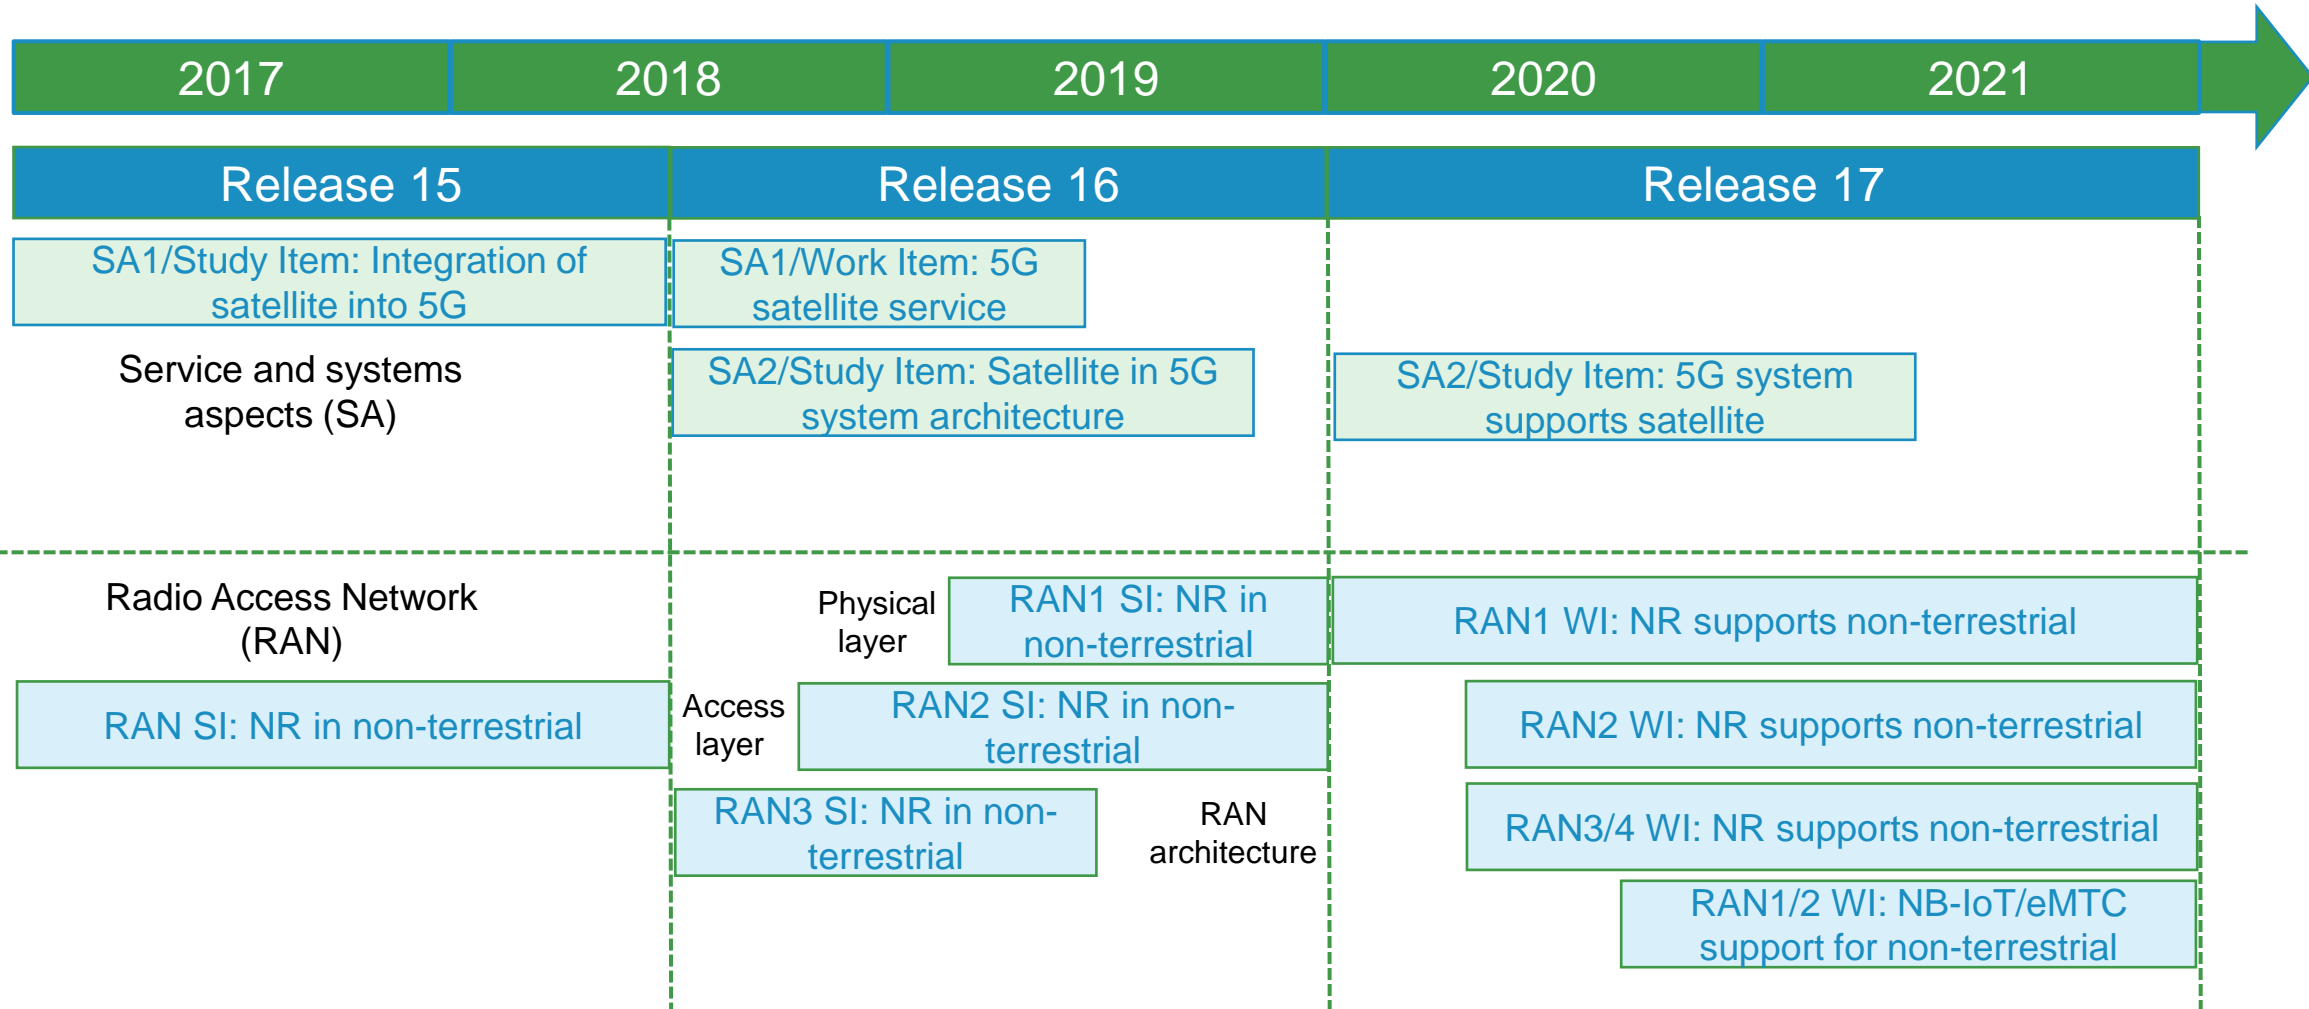 2017
2018
2019
2020
2021
Release 15
Release 16
Release 17
SA1/Study Item: Integration of
satellite into 5G
SA1/Work Item: 5G
satellite service
Service and systems
aspects (SA)
SA2/Study Item: Satellite in 5G
system architecture
SA2/Study Item: 5G system
supports satellite
Radio Access Network
(RAN)
Physical
layer
RAN1 SI: NR in
non-terrestrial
RAN1 WI: NR supports non-terrestrial
RAN SI: NR in non-terrestrial
Access
layer
RAN2 SI: NR in non-
terrestrial
RAN2 WI: NR supports non-terrestrial
RAN3 SI: NR in non-
terrestrial
RAN
architecture
RAN3/4 WI: NR supports non-terrestrial
RAN1/2 WI: NB-IoT/eMTC
support for non-terrestrial